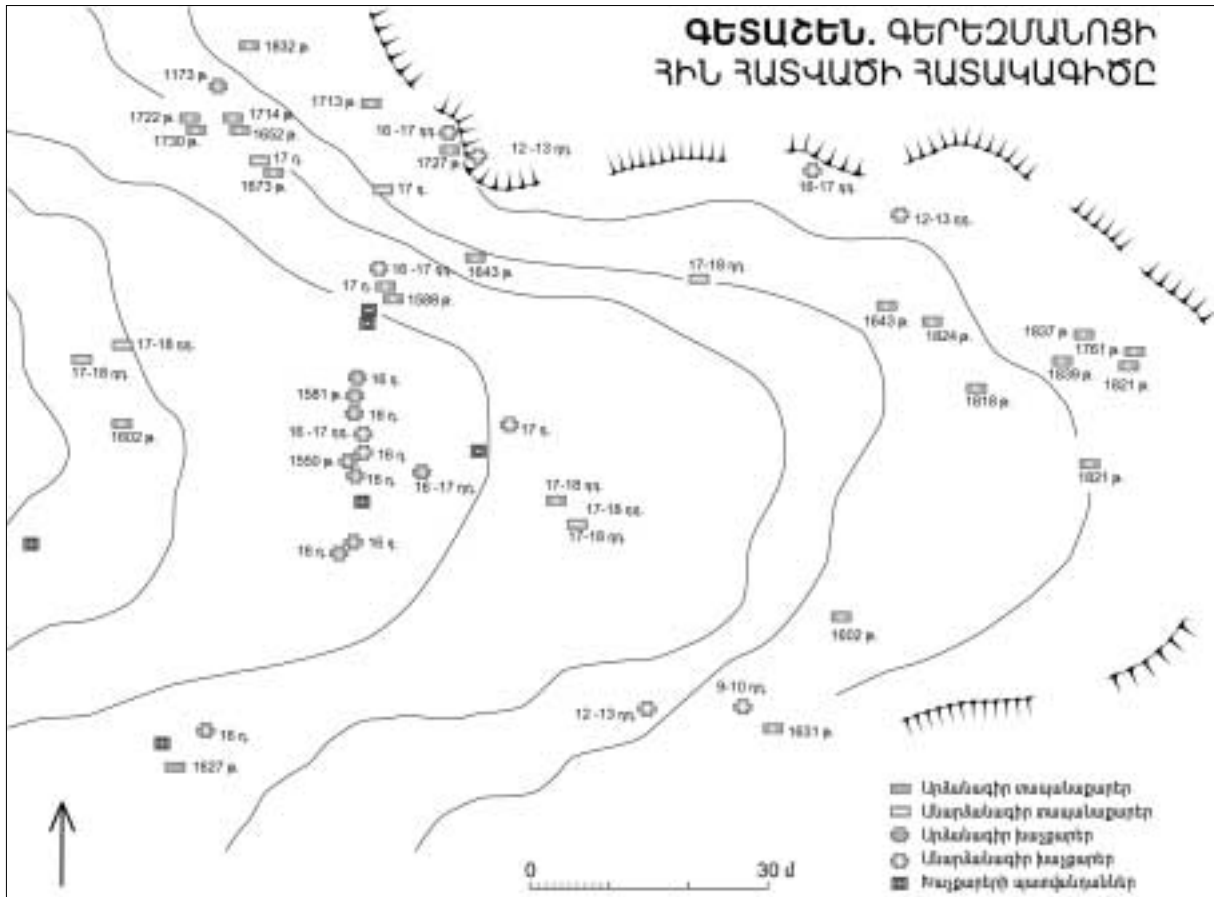 ԳԵՏԱՇԵՆ. ԳԵՐԵԶՄԱՆՈՑԻ
ՀԻՆ ՀԱՏՎԱԾԻ ՀԱՏԱԿԱԳԻԾԸ
1832 թ.
1173 թ.
1713 թ.
1722 թ.
1714 թ.
1730 թ.
1652 թ.
16 -17 դդ.
1727 թ.
12 -13 դդ.
17 դ.
1673 թ.
17 դ.
16-17 դդ.
12-13 դդ.
16 -17 դդ.
1643 թ.
17-18 դդ.
17 դ.
1588 թ.
1643 թ.
1824 թ.
1837 թ.
1761 թ.
1839 թ.
1821 թ.
17-18 դդ.
17-18 դդ.
16 դ.
1581 թ.
1818 թ.
16 դ.
1602 թ.
16 -17 դդ.
17 դ.
16 դ.
1550 թ.
16 դ.
16 -17 դդ.
1821 թ.
17-18 դդ.
17-18 դդ.
17-18 դդ.
16 դ.
16 դ.
1602 թ.
9-10 դդ.
12 -13 դդ.
1631 թ.
16 դ.
1627 թ.
Արձանագիր տապանաքարեր
Անարձանագիր տապանաքարեր
Արձանագիր խաչքարեր
Անարձանագիր խաչքարեր
Խաչքարերի պատվանդաններ
0 30 մ